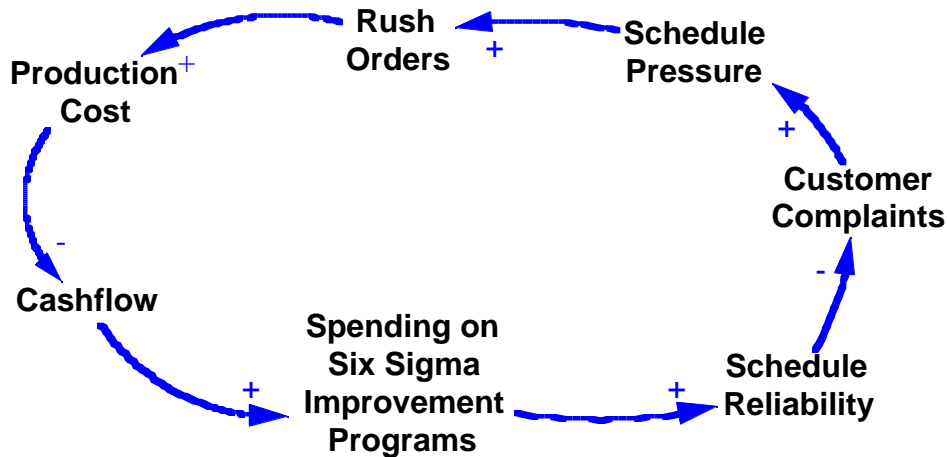 Rush
Orders
+
Schedule
Pressure
Production
Cost
+
+
Customer
Complaints
-
-
Cashflow
Spending on
Six Sigma
Improvement
Programs
+
+
Schedule
Reliability